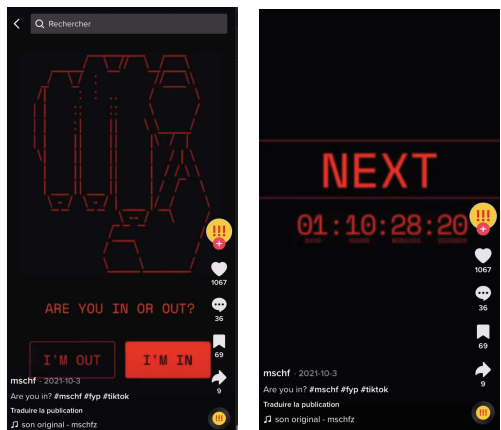 Rechercher
!!!
1067
36
ARE YOU IN OR OUT?
69
I'M OUT
I'M IN
9
mschf · 2021-10-3
Are you in? #mschf #fyp #tiktok
Traduire la publication
son original - mschfz
!!!
NEXT
01:10:28:20
!!!
1067
36
69
9
mschf · 2021-10-3
Are you in? #mschf #fyp #tiktok
Traduire la publication
son original - mschfz
!!!